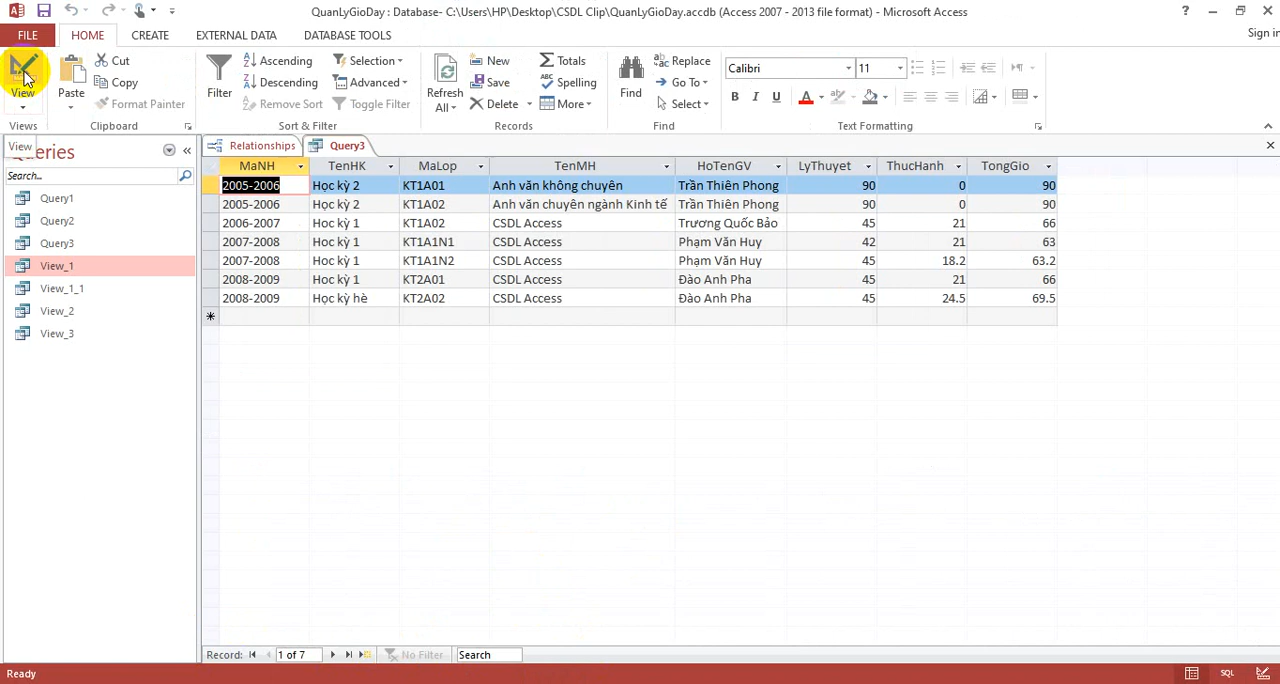 QuanLyGioDay : Database- C:\Users\HP\Desktop\CSDL Clip\QuanLyGioDay.accdb (Access 2007 - 2013 file format) - Microsoft Access
FILE HOME CREATE EXTERNAL DATA DATABASE TOOLS Sign in
View Paste Cut Copy Format Painter Filter Ascending Descending Remove Sort Selection Advanced Toggle Filter Refresh All New Save Delete Totals Spelling More Find Replace Go To Select Calibri 11 B I U A
Views Clipboard Sort & Filter Records Find Text Formatting
View
Queries
Search...
Query1
Query2
Query3
View_1
View_1_1
View_2
View_3
Relationships Query3
MaNH TenHK MaLop TenMH HoTenGV LyThuyet ThucHanh TongGio
2005-2006 Học kỳ 2 KT1A01 Anh văn không chuyên Trần Thiên Phong 90 0 90
2005-2006 Học kỳ 2 KT1A02 Anh văn chuyên ngành Kinh tế Trần Thiên Phong 90 0 90
2006-2007 Học kỳ 1 KT1A02 CSDL Access Trương Quốc Bảo 45 21 66
2007-2008 Học kỳ 1 KT1A1N1 CSDL Access Phạm Văn Huy 42 21 63
2007-2008 Học kỳ 1 KT1A1N2 CSDL Access Phạm Văn Huy 45 18.2 63.2
2008-2009 Học kỳ 1 KT2A01 CSDL Access Đào Anh Pha 45 21 66
2008-2009 Học kỳ hè KT2A02 CSDL Access Đào Anh Pha 45 24.5 69.5
Record: 1 of 7 No Filter Search
Ready SQL